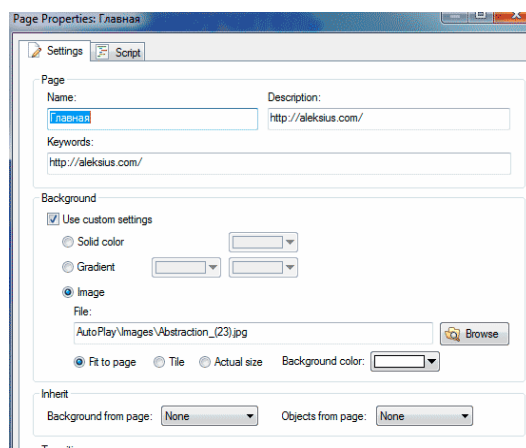 Page Properties: Главная
Settings Script
Page
Name: Description:
Главная http://aleksius.com/
Keywords:
http://aleksius.com/
Background
Use custom settings
Solid color
Gradient
Image
File:
AutoPlay\Images\Abstraction_(23).jpg Browse
Fit to page Tile Actual size Background color:
Inherit
Background from page: None Objects from page: None